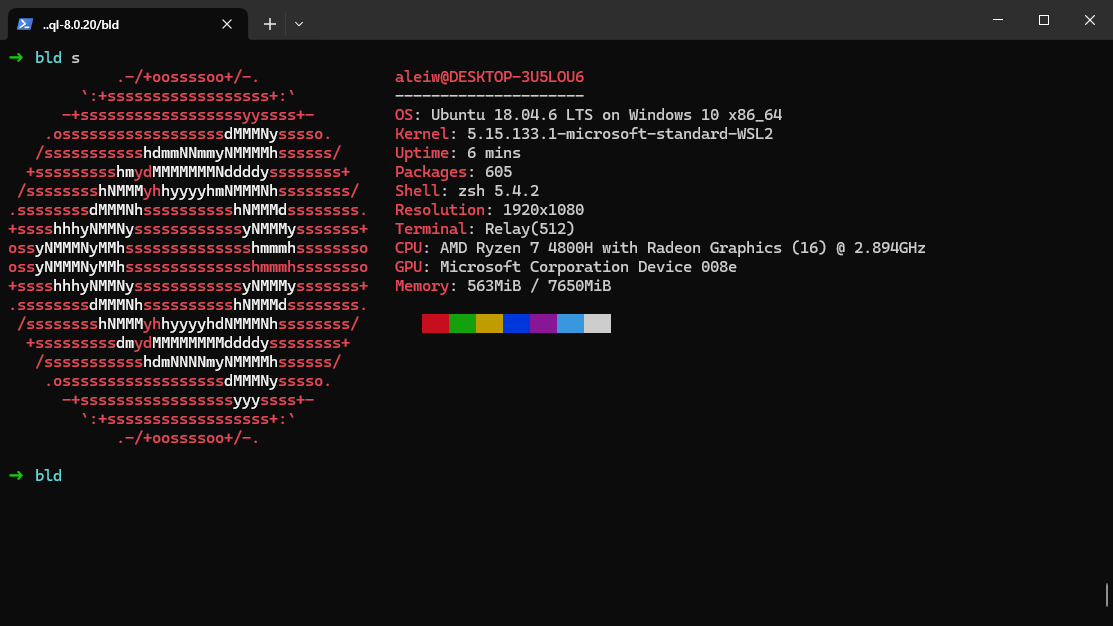 ..ql-8.0.20/bld
➜ bld s
.-/+oossssoo+/-. aleiw@DESKTOP-3U5LOU6
`:+ssssssssssssssssss+:` ---------------------
-+ssssssssssssssssssyyssss+- OS: Ubuntu 18.04.6 LTS on Windows 10 x86_64
.ossssssssssssssssssdMMMNysssso. Kernel: 5.15.133.1-microsoft-standard-WSL2
/ssssssssssshdmmNNmmyNMMMMhssssss/ Uptime: 6 mins
+ssssssssshmydMMMMMMMNddddyssssssss+ Packages: 605
/sssssssshNMMMyhhyyyyhmNMMMNhssssssss/ Shell: zsh 5.4.2
.ssssssssdMMMNhsssssssssshNMMMdssssssss. Resolution: 1920x1080
+sssshhhyNMMNyssssssssssssyNMMMysssssss+ Terminal: Relay(512)
ossyNMMMNyMMhsssssssssssssshmmmhssssssso CPU: AMD Ryzen 7 4800H with Radeon Graphics (16) @ 2.894GHz
ossyNMMMNyMMhsssssssssssssshmmmhssssssso GPU: Microsoft Corporation Device 008e
+sssshhhyNMMNyssssssssssssyNMMMysssssss+ Memory: 563MiB / 7650MiB
.ssssssssdMMMNhsssssssssshNMMMdssssssss.
/sssssssshNMMMyhhyyyyhdNMMMNhssssssss/
+sssssssssdmydMMMMMMMMddddyssssssss+
/ssssssssssshdmNNNNmyNMMMMhssssss/
.ossssssssssssssssssdMMMNysssso.
-+sssssssssssssssssyyyssss+-
`:+ssssssssssssssssss+:`
.-/+oossssoo+/-.
➜ bld